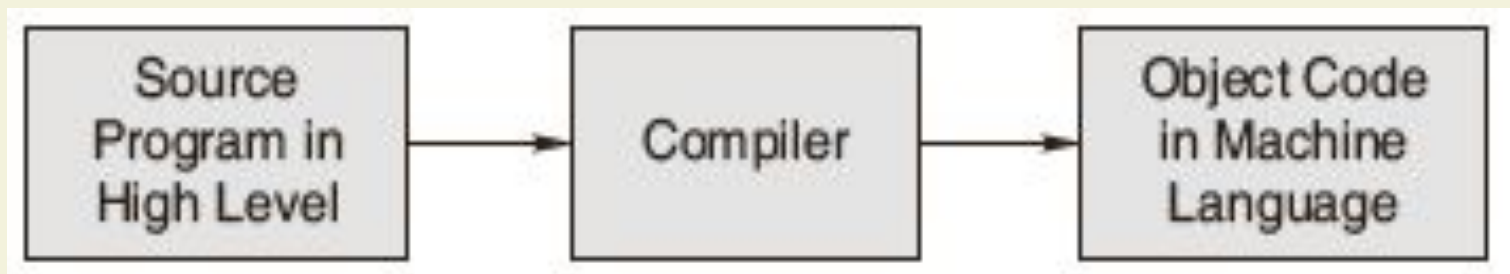 Source
Program in
High Level
Compiler
Object Code
in Machine
Language